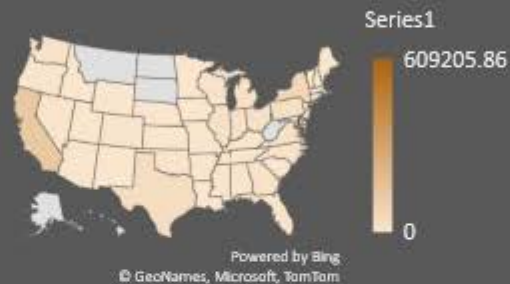 Series1
609205.86
0
Powered by Bing
© GeoNames, Microsoft, TomTom